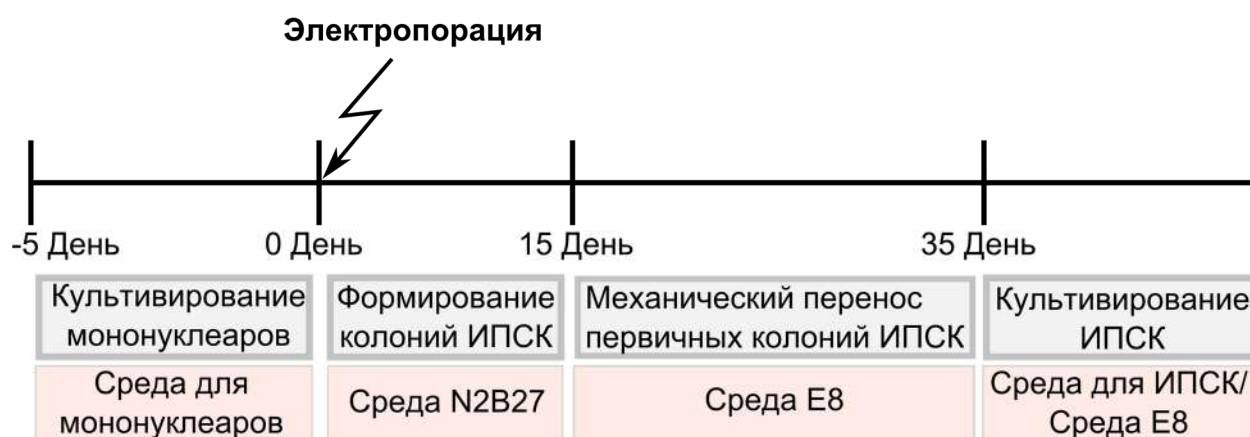 Электропорация
-5 День
0 День
15 День
35 День
Культивирование
мононуклеаров
Формирование
колоний ИПСК
Механический перенос
первичных колоний ИПСК
Культивирование
ИПСК
Среда для
мононуклеаров
Среда N2B27
Среда E8
Среда для ИПСК/
Среда E8